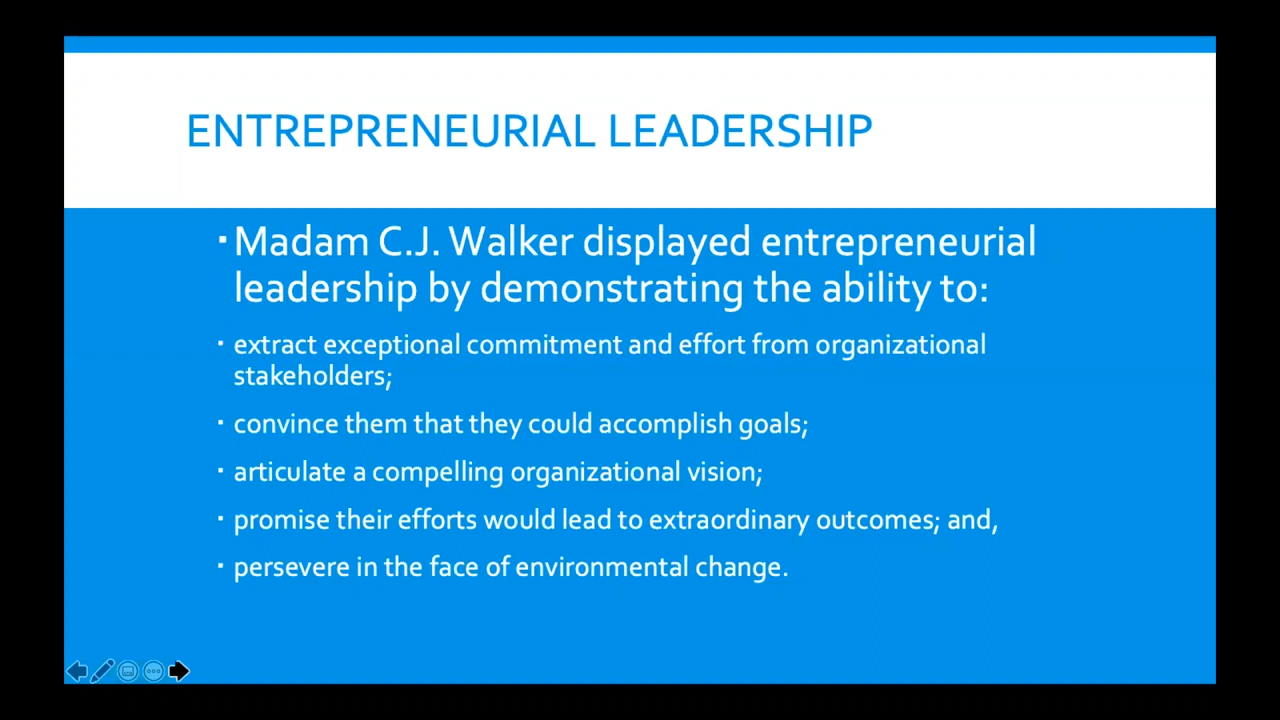 ENTREPRENEURIAL LEADERSHIP
▪ Madam C.J. Walker displayed entrepreneurial
leadership by demonstrating the ability to:
▪ extract exceptional commitment and effort from organizational
stakeholders;
▪ convince them that they could accomplish goals;
▪ articulate a compelling organizational vision;
▪ promise their efforts would lead to extraordinary outcomes; and,
▪ persevere in the face of environmental change.